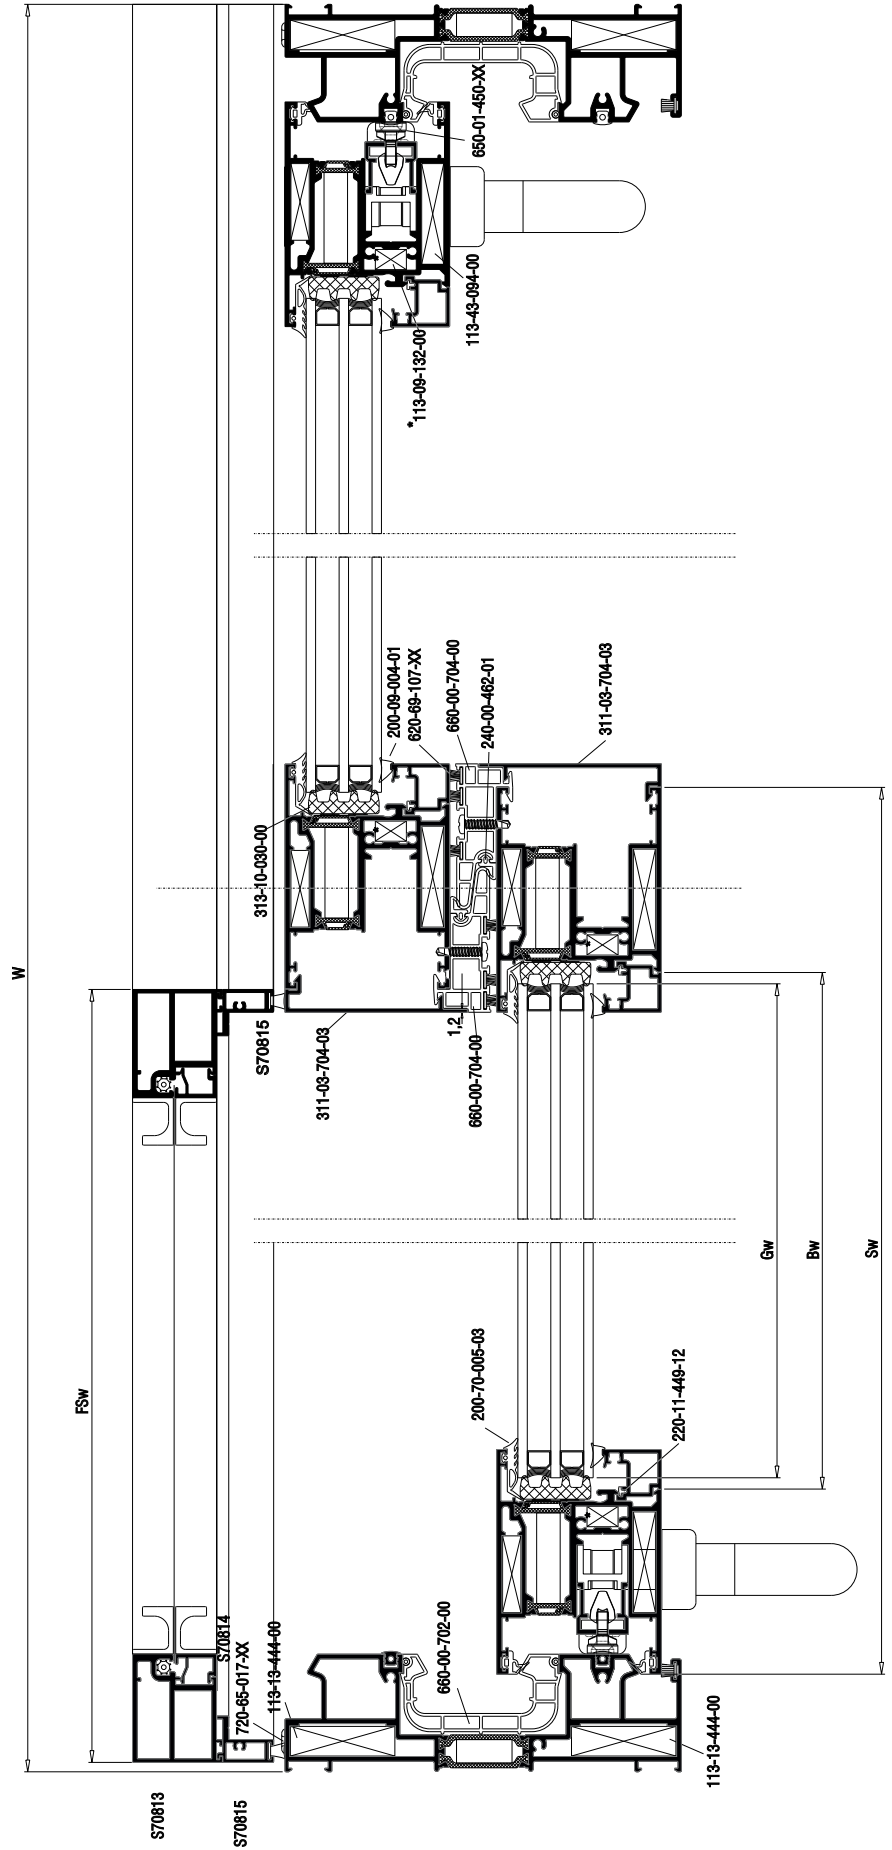 W
FSw
S70813
S70815
S70814
720-65-017-XX
113-13-444-00
660-00-702-00
113-13-444-00
200-70-005-03
220-11-449-12
Gw
Bw
Sw
S70815
311-03-704-03
1,2
660-00-704-00
313-10-030-00
200-09-004-01
620-69-107-XX
660-00-704-00
240-00-462-01
311-03-704-03
*
*
*
*113-09-132-00
113-43-094-00
650-01-450-XX